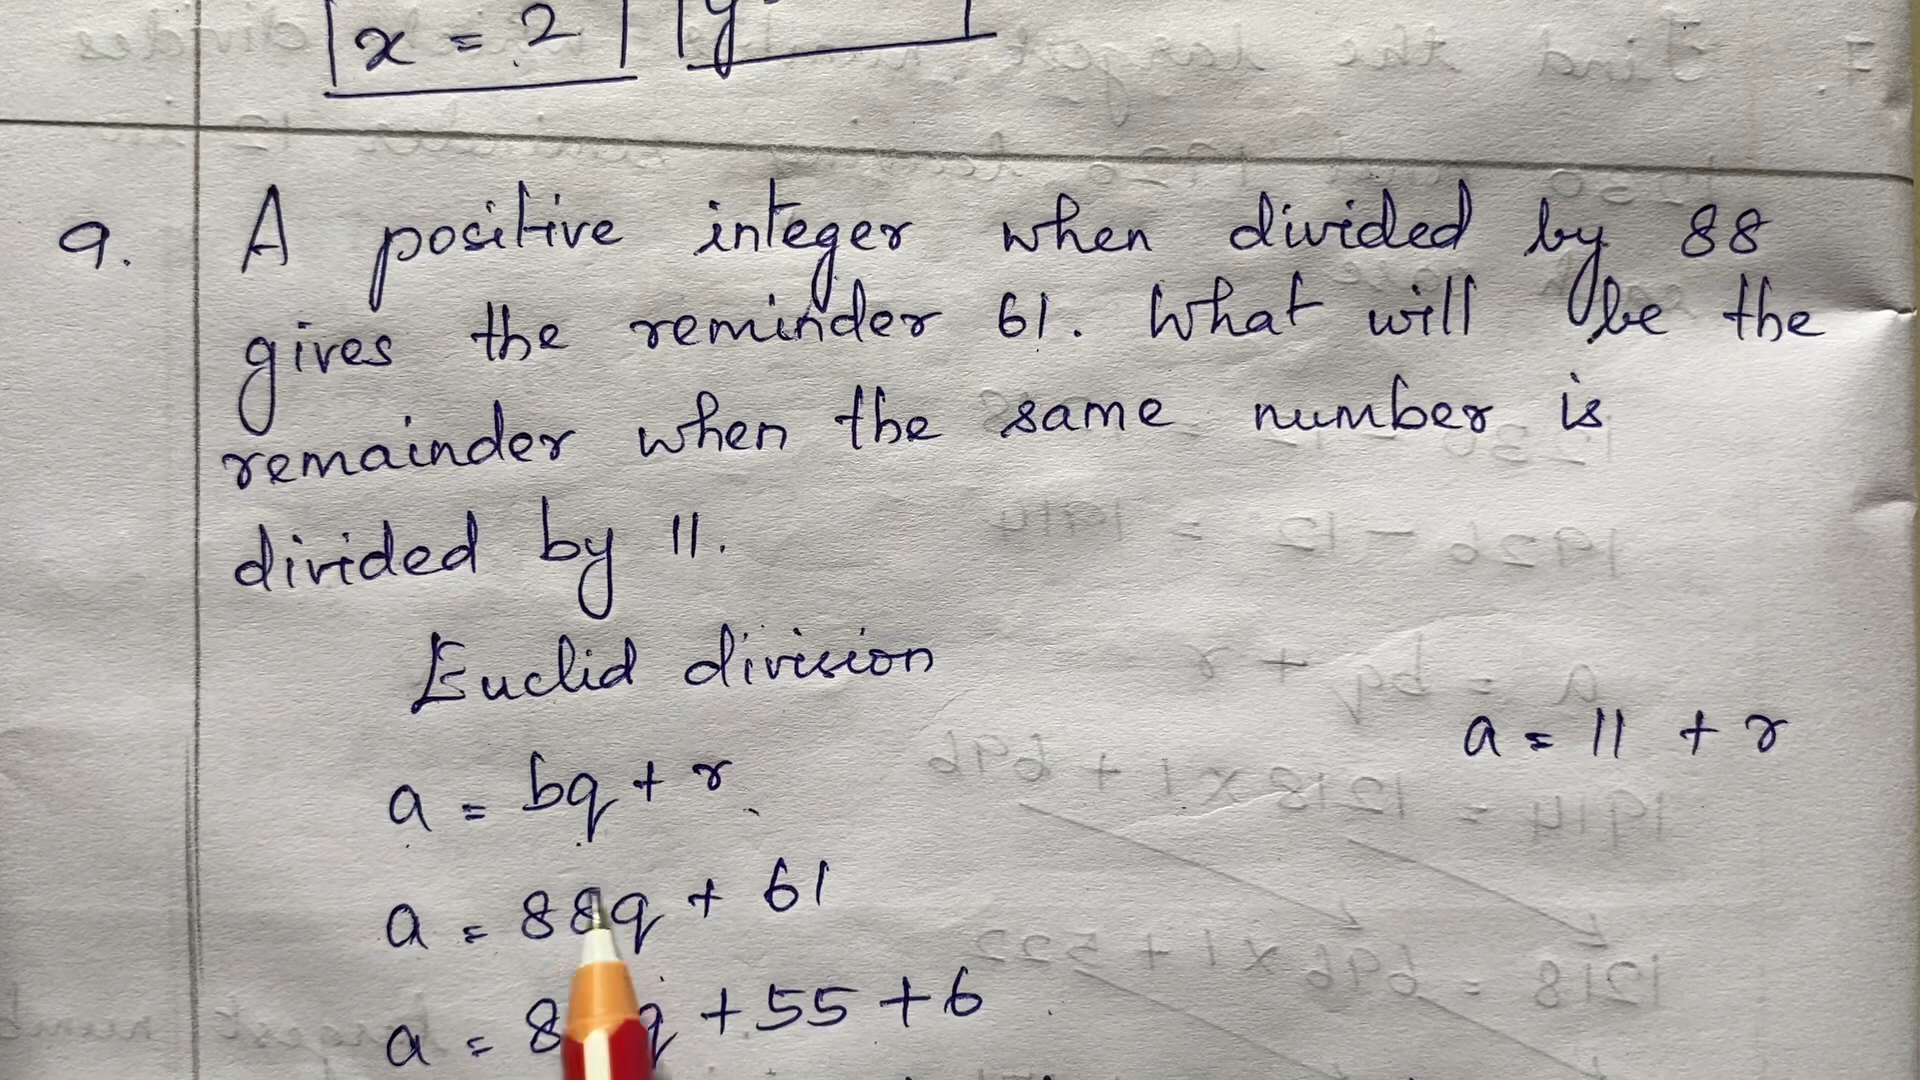 x = 2 y
9. A positive integer when divided by 88
gives the reminder 61. What will be the
remainder when the same number is
divided by 11.
Euclid division
a = 11 + r
a = bq + r
a = 88q + 61
a = 8 q + 55 + 6